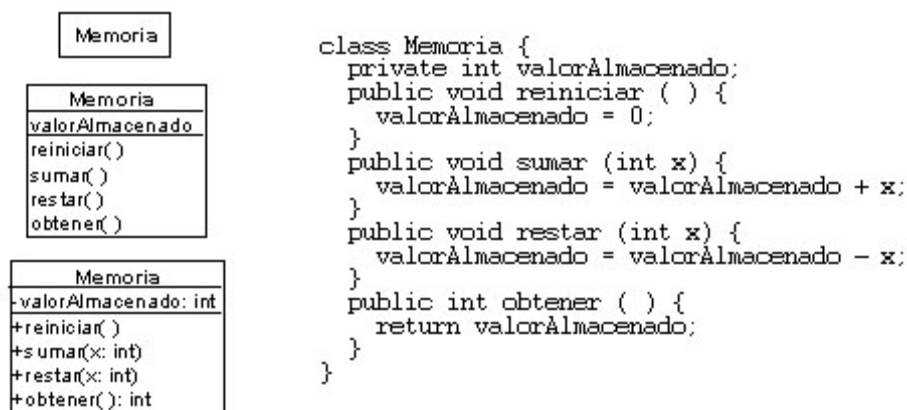 Memoria
Memoria
valorAlmacenado
reiniciar( )
sumar( )
restar( )
obtener( )
Memoria
-valorAlmacenado: int
+reiniciar( )
+sumar(x: int)
+restar(x: int)
+obtener( ): int
class Memoria {
private int valorAlmacenado;
public void reiniciar ( ) {
valorAlmacenado = 0;
}
public void sumar (int x) {
valorAlmacenado = valorAlmacenado + x;
}
public void restar (int x) {
valorAlmacenado = valorAlmacenado - x;
}
public int obtener ( ) {
return valorAlmacenado;
}
}